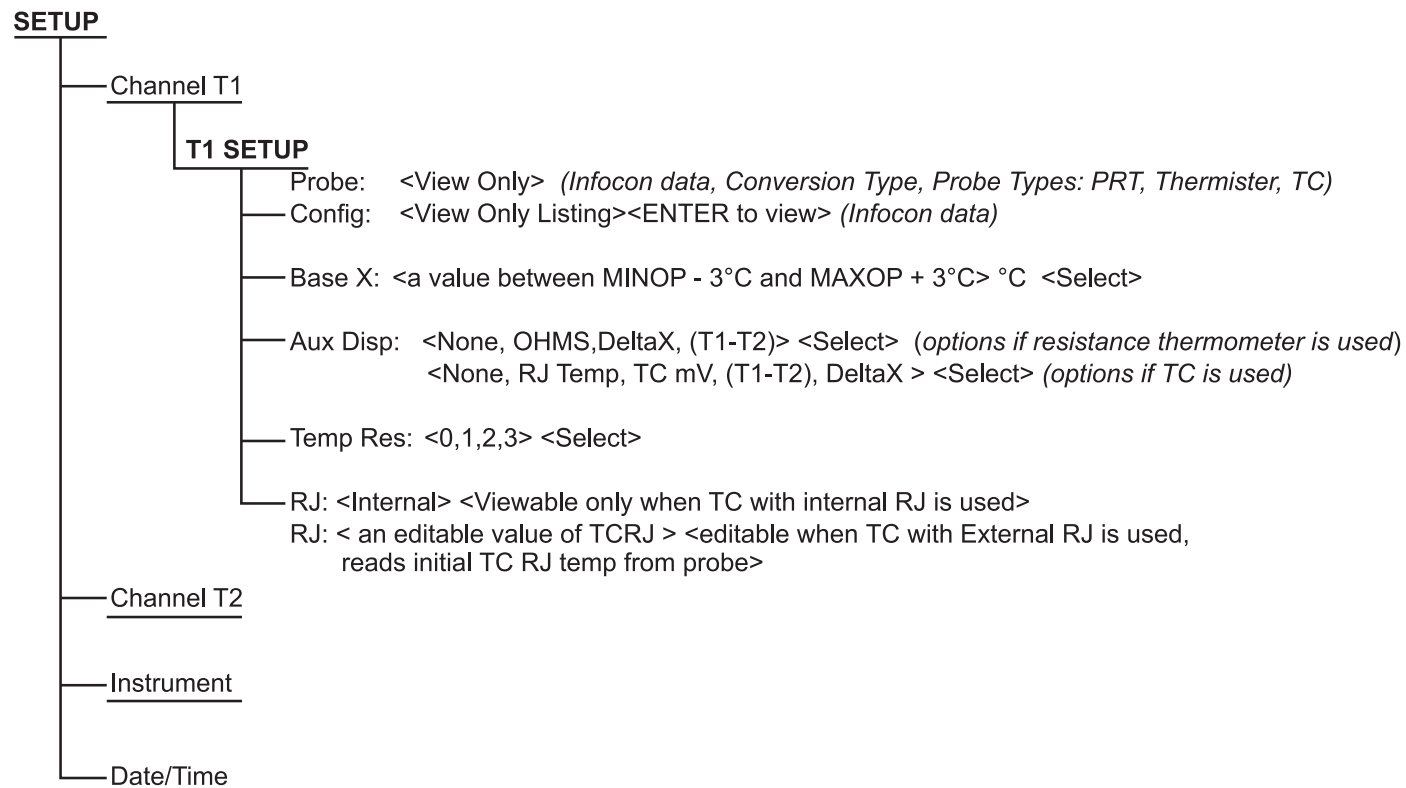 SETUP
Channel T1
T1 SETUP
Probe: <View Only> (Infocon data, Conversion Type, Probe Types: PRT, Thermister, TC)
Config: <View Only Listing><ENTER to view> (Infocon data)
Base X: <a value between MINOP - 3°C and MAXOP + 3°C> °C <Select>
Aux Disp: <None, OHMS,DeltaX, (T1-T2)> <Select> (options if resistance thermometer is used)
<None, RJ Temp, TC mV, (T1-T2), DeltaX > <Select> (options if TC is used)
Temp Res: <0,1,2,3> <Select>
RJ: <Internal> <Viewable only when TC with internal RJ is used>
RJ: < an editable value of TCRJ > <editable when TC with External RJ is used,
reads initial TC RJ temp from probe>
Channel T2
Instrument
Date/Time